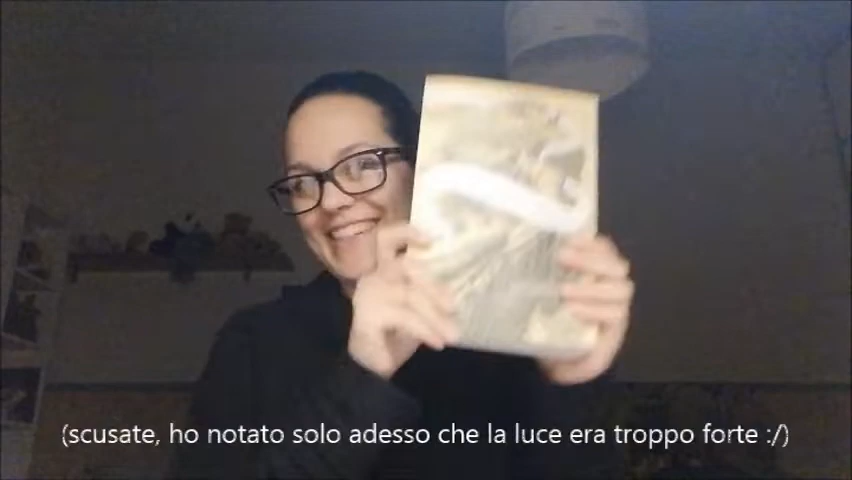 (scusate, ho notato solo adesso che la luce era troppo forte :/)